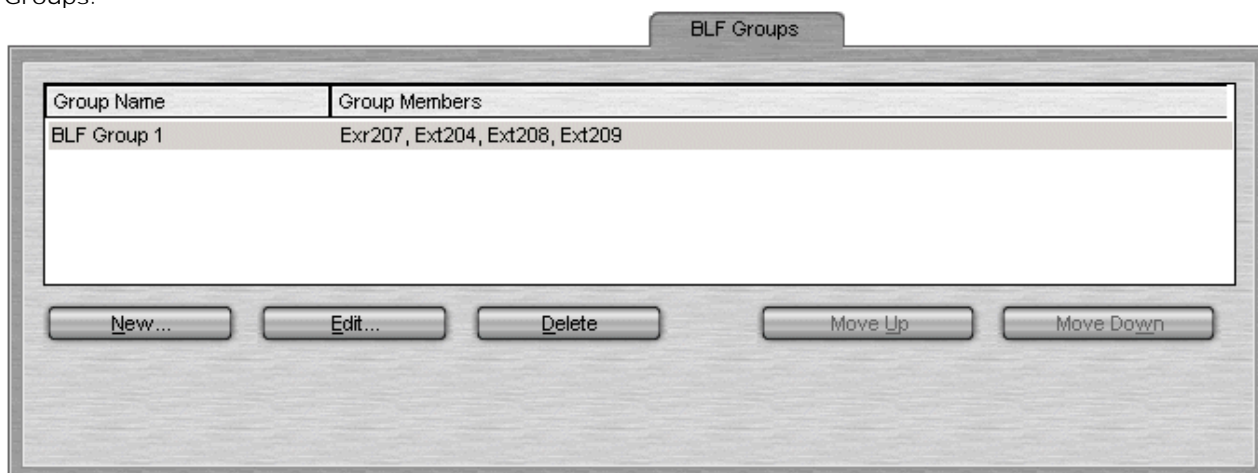 Groups.
BLF Groups
Group Name Group Members
BLF Group 1 Exr207, Ext204, Ext208, Ext209
New... Edit... Delete Move Up Move Down